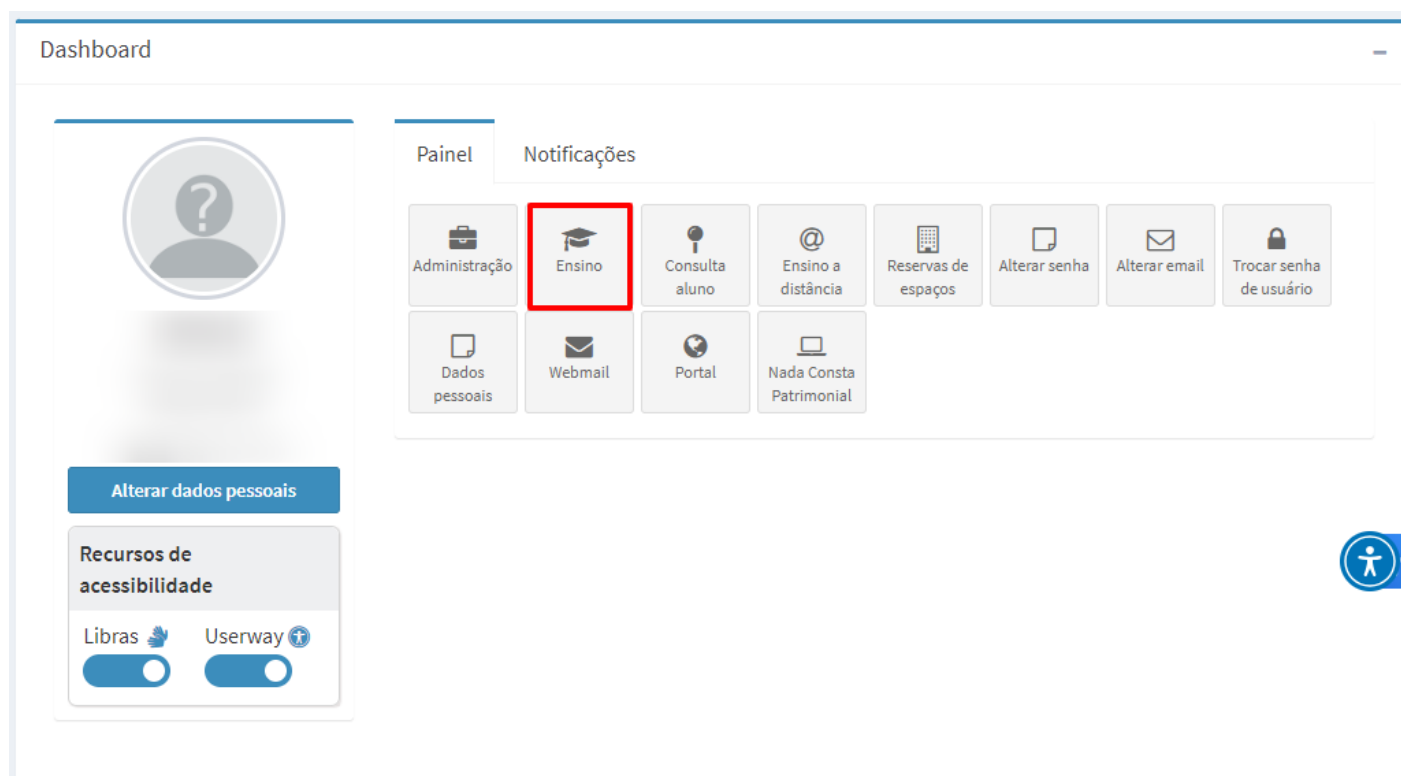 Dashboard
Painel
Notificações
Administração
Ensino
Consulta
aluno
@
Ensino a
distância
Reservas de
espaços
Alterar senha
Alterar email
Trocar senha
de usuário
Dados
pessoais
Webmail
Portal
Nada Consta
Patrimonial
Alterar dados pessoais
Recursos de
acessibilidade
Libras
Userway